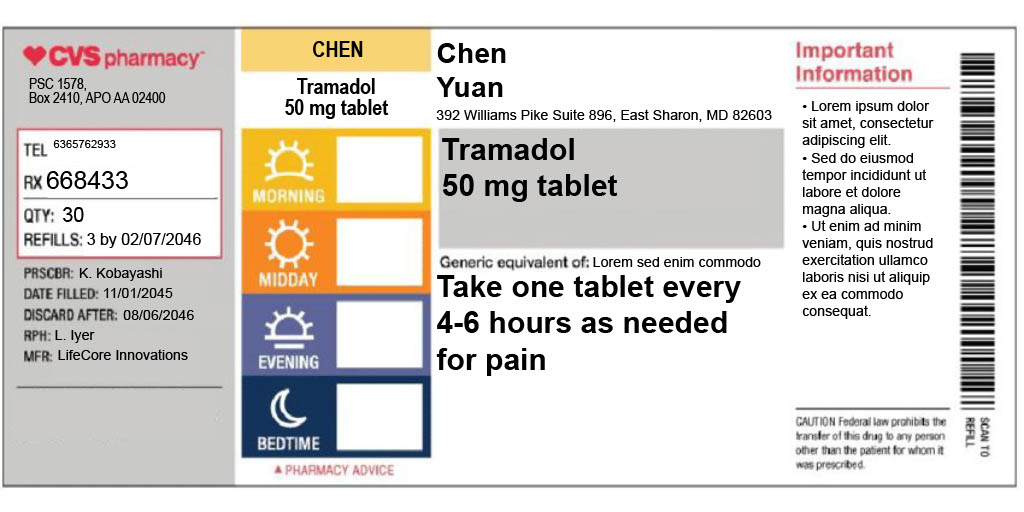 CVS pharmacy
PSC 1578,
Box 2410, APO AA 02400
TEL 6365762933
RX 668433
QTY: 30
REFILLS: 3 by 02/07/2046
PRSCBR: K. Kobayashi
DATE FILLED: 11/01/2045
DISCARD AFTER: 08/06/2046
RPH: L. Iyer
MFR: LifeCore Innovations
CHEN
Tramadol
50 mg tablet
MORNING
MIDDAY
EVENING
BEDTIME
▲ PHARMACY ADVICE
Chen
Yuan
392 Williams Pike Suite 896, East Sharon, MD 82603
Tramadol
50 mg tablet
Generic equivalent of: Lorem sed enim commodo
Take one tablet every
4-6 hours as needed
for pain
Important
Information
• Lorem ipsum dolor
sit amet, consectetur
adipiscing elit.
• Sed do eiusmod
tempor incididunt ut
labore et dolore
magna aliqua.
• Ut enim ad minim
veniam, quis nostrud
exercitation ullamco
laboris nisi ut aliquip
ex ea commodo
consequat.
CAUTION Federal law prohibits the
transfer of this drug to any person
other than the patient for whom it
was prescribed.
SCAN TO
REFILL